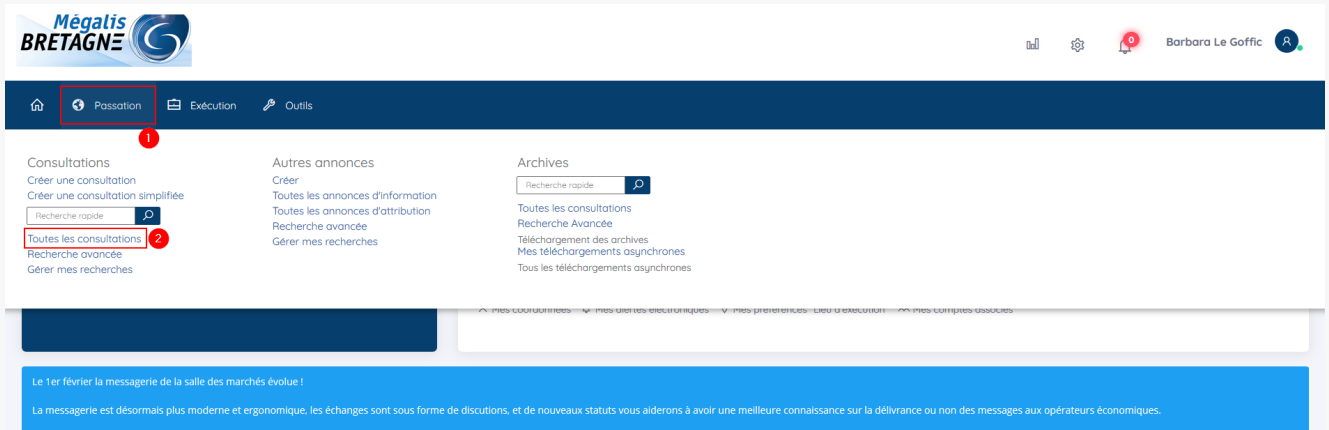 Mégalis
BRETAGNE
0
Barbara Le Goffic
Passation
Exécution
Outils
1
Consultations
Créer une consultation
Créer une consultation simplifiée
Recherche rapide
Toutes les consultations
2
Recherche avancée
Gérer mes recherches
Autres annonces
Créer
Toutes les annonces d'information
Toutes les annonces d'attribution
Recherche avancée
Gérer mes recherches
Archives
Recherche rapide
Toutes les consultations
Recherche Avancée
Téléchargement des archives
Mes téléchargements asynchrones
Tous les téléchargements asynchrones
Mes coordonnées Mes alertes électroniques Mes préférences "Lieu d'exécution" Mes comptes associés
Le 1er février la messagerie de la salle des marchés évolue !
La messagerie est désormais plus moderne et ergonomique, les échanges sont sous forme de discutions, et de nouveaux statuts vous aiderons à avoir une meilleure connaissance sur la délivrance ou non des messages aux opérateurs économiques.